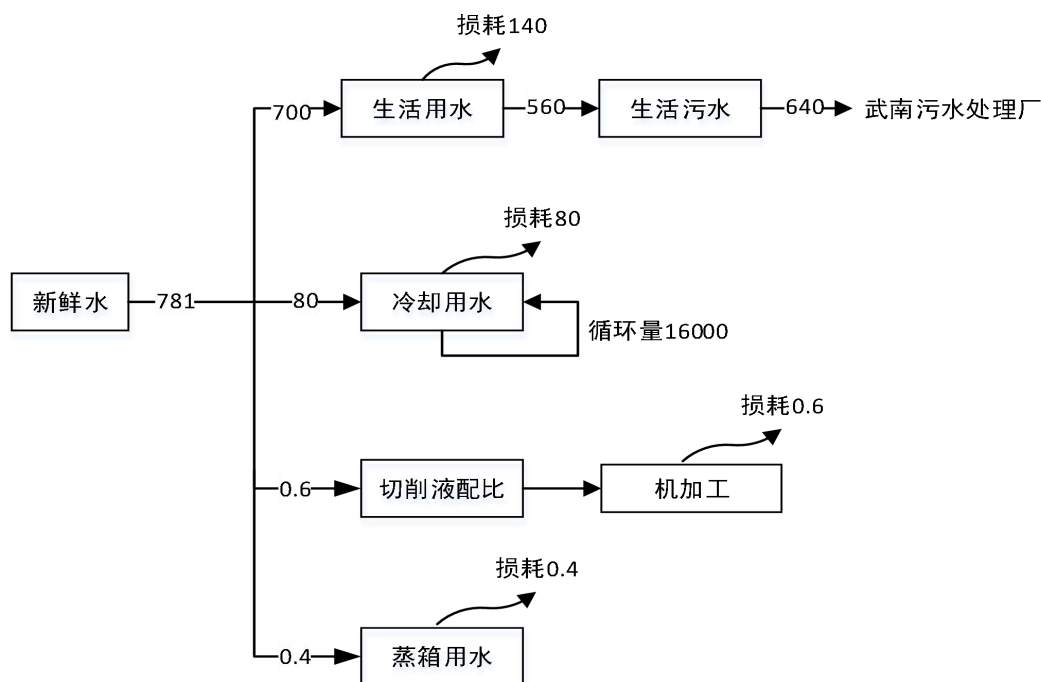 损耗140
700
生活用水
560
生活污水
640
武南污水处理厂
损耗80
新鲜水
781
80
冷却用水
循环量16000
损耗0.6
0.6
切削液配比
机加工
损耗0.4
0.4
蒸箱用水